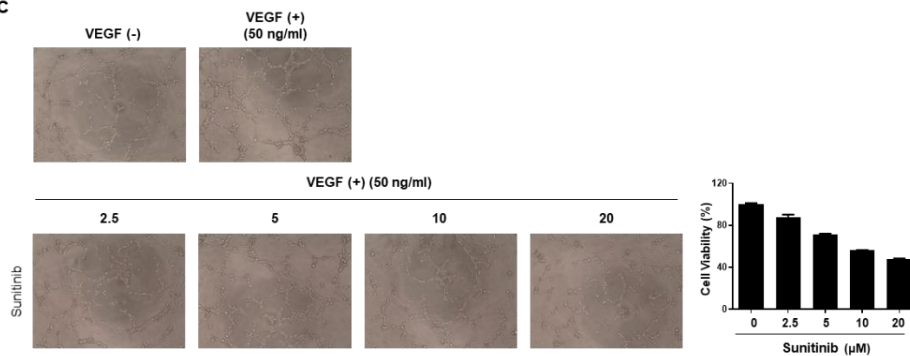 C
VEGF (-)
VEGF (+)
(50 ng/ml)
VEGF (+) (50 ng/ml)
2.5 5 10 20
Sunitinib
120
80
40
0
Cell Viability (%)
0 2.5 5 10 20
Sunitinib (μM)